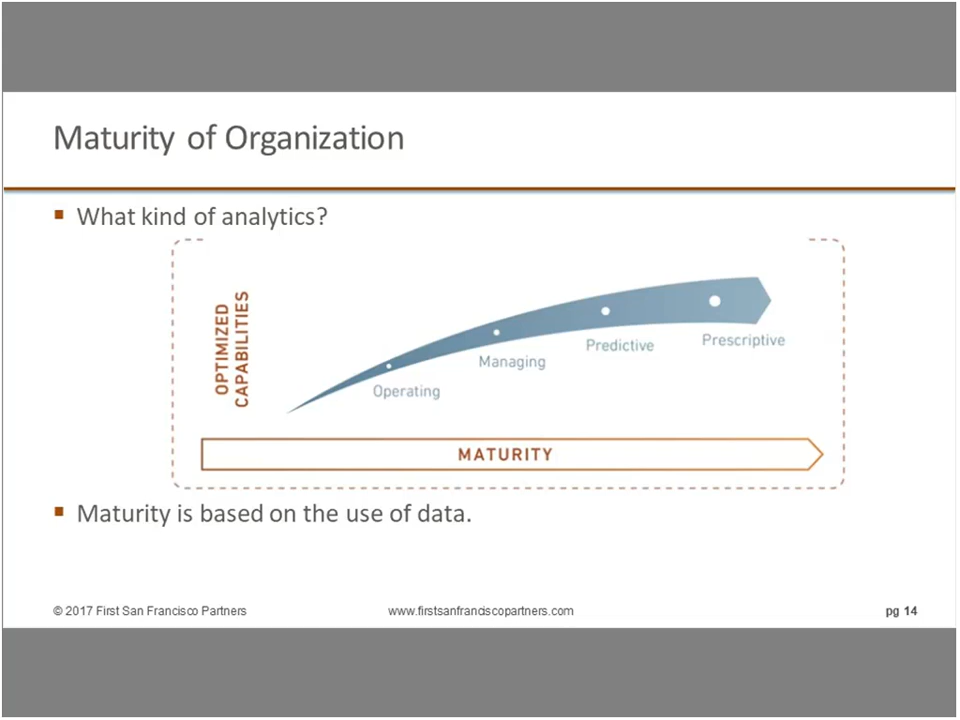 Maturity of Organization
What kind of analytics?
OPTIMIZED
CAPABILITIES
Operating
Managing
Predictive
Prescriptive
MATURITY
Maturity is based on the use of data.
© 2017 First San Francisco Partners
www.firstsanfranciscopartners.com
pg 14